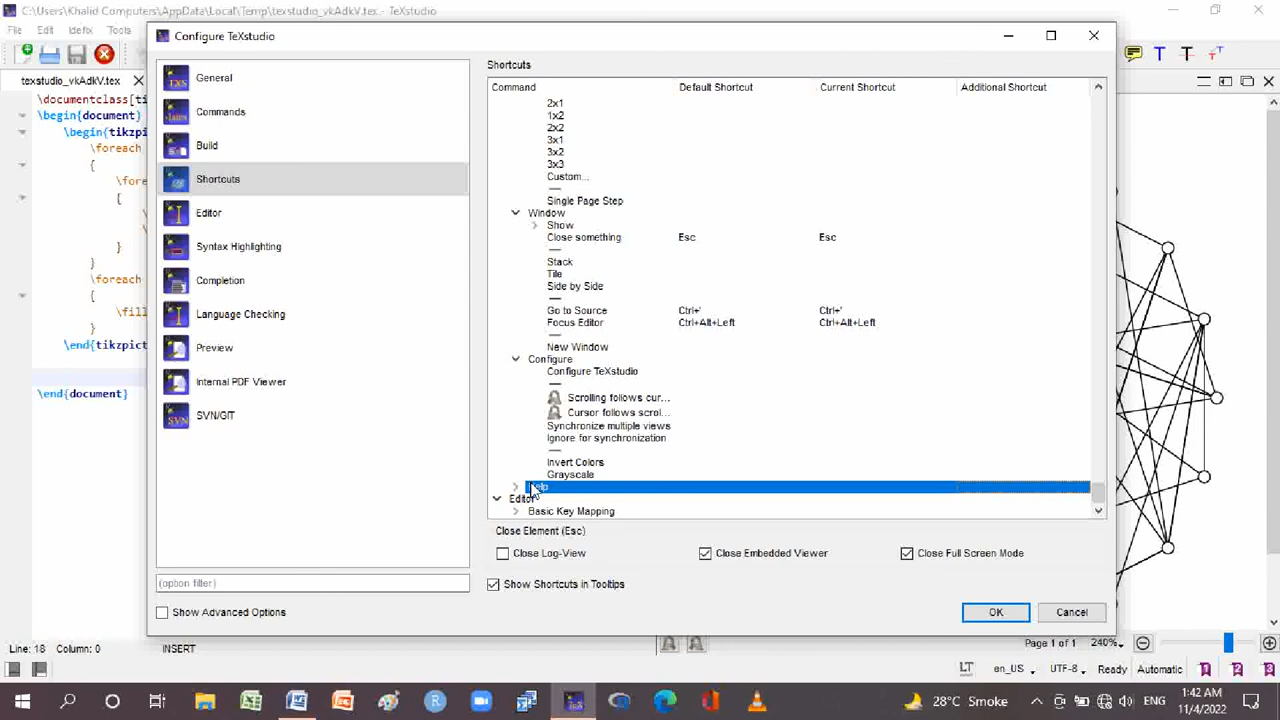 C:\Users\Khalid Computers\AppData\Local\Temp\texstudio_vkAdkV.tex - TeXstudio
File Edit Idefix
texstudio_vkAdkV.tex
\documentclass[ti
\begin{document}
\begin{tikzpi
\foreach
{
\fore
{
}
}
\foreach
{
\fill
}
\end{tikzpict
\end{document}
Configure TeXstudio
General
Commands
Build
Shortcuts
Editor
Syntax Highlighting
Completion
Language Checking
Preview
Internal PDF Viewer
SVN/GIT
(option filter)
Show Advanced Options
Shortcuts
Command Default Shortcut Current Shortcut Additional Shortcut
2x1
1x2
2x2
3x1
3x2
3x3
Custom...
Single Page Step
Window
Show
Close something Esc Esc
Stack
Tile
Side by Side
Go to Source Ctrl+' Ctrl+'
Focus Editor Ctrl+Alt+Left Ctrl+Alt+Left
New Window
Configure
Configure TeXstudio
Scrolling follows cur...
Cursor follows scrol...
Synchronize multiple views
Ignore for synchronization
Invert Colors
Grayscale
Editor
Basic Key Mapping
Close Element (Esc)
Close Log-View Close Embedded Viewer Close Full Screen Mode
Show Shortcuts in Tooltips
OK Cancel
Line: 18 Column: 0 INSERT
Page 1 of 1 240%
LT en_US UTF-8 Ready Automatic 1 2 3
28°C Smoke ENG 1:42 AM
11/4/2022